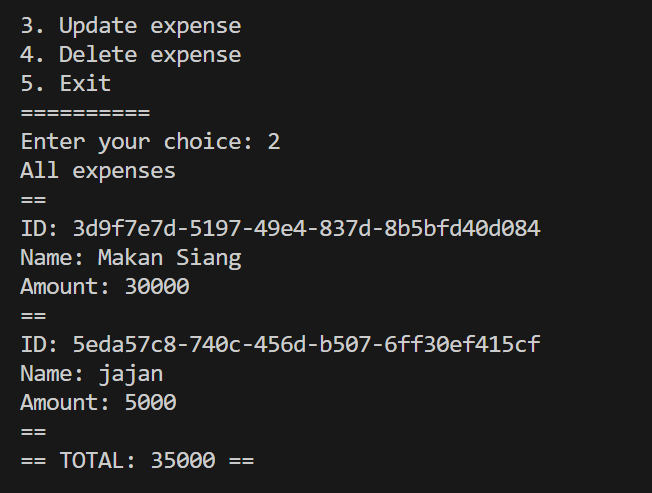 3. Update expense
4. Delete expense
5. Exit
==========
Enter your choice: 2
All expenses
==
ID: 3d9f7e7d-5197-49e4-837d-8b5bfd40d084
Name: Makan Siang
Amount: 30000
==
ID: 5eda57c8-740c-456d-b507-6ff30ef415cf
Name: jajan
Amount: 5000
==
== TOTAL: 35000 ==